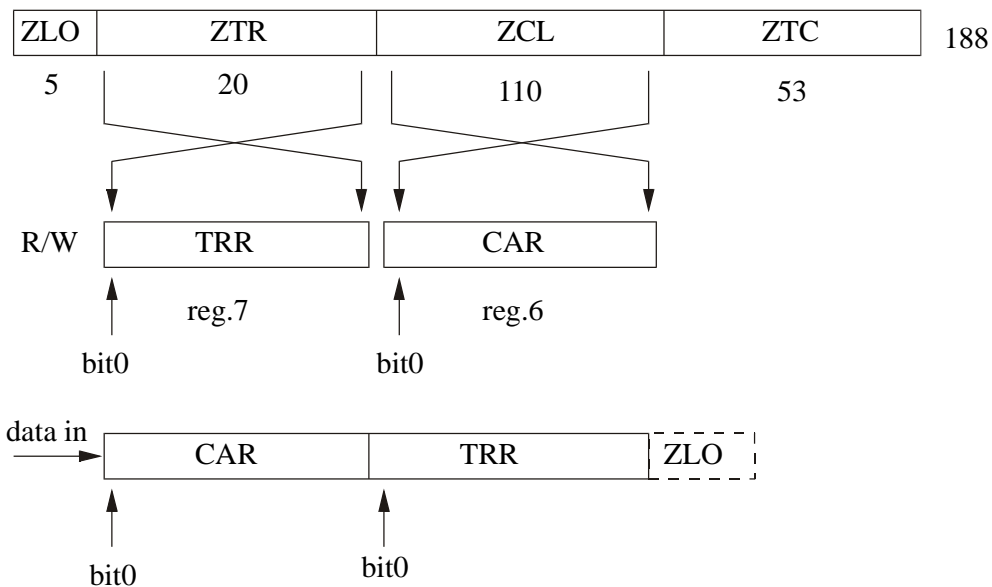 ZLO ZTR ZCL ZTC 188
5 20 110 53
R/W TRR CAR
reg.7 reg.6
bit0 bit0
data in
CAR TRR ZLO
bit0 bit0